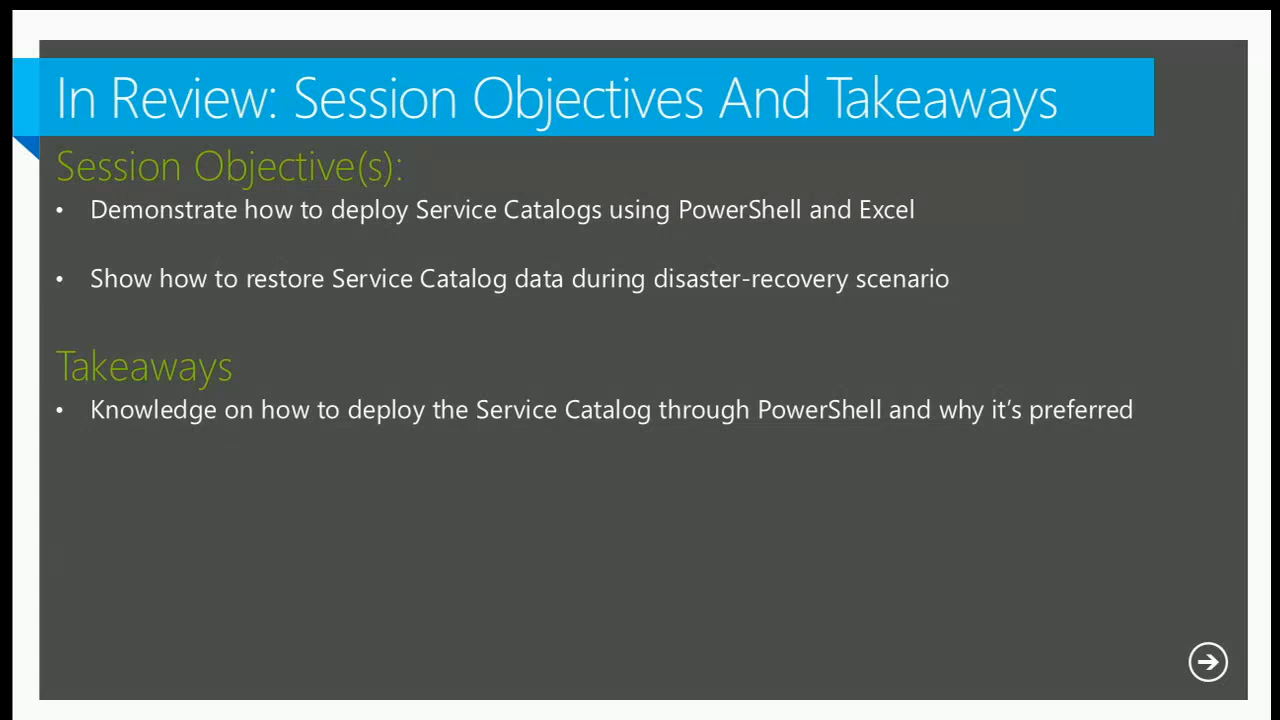 In Review: Session Objectives And Takeaways
Session Objective(s):
• Demonstrate how to deploy Service Catalogs using PowerShell and Excel
• Show how to restore Service Catalog data during disaster-recovery scenario
Takeaways
• Knowledge on how to deploy the Service Catalog through PowerShell and why it’s preferred